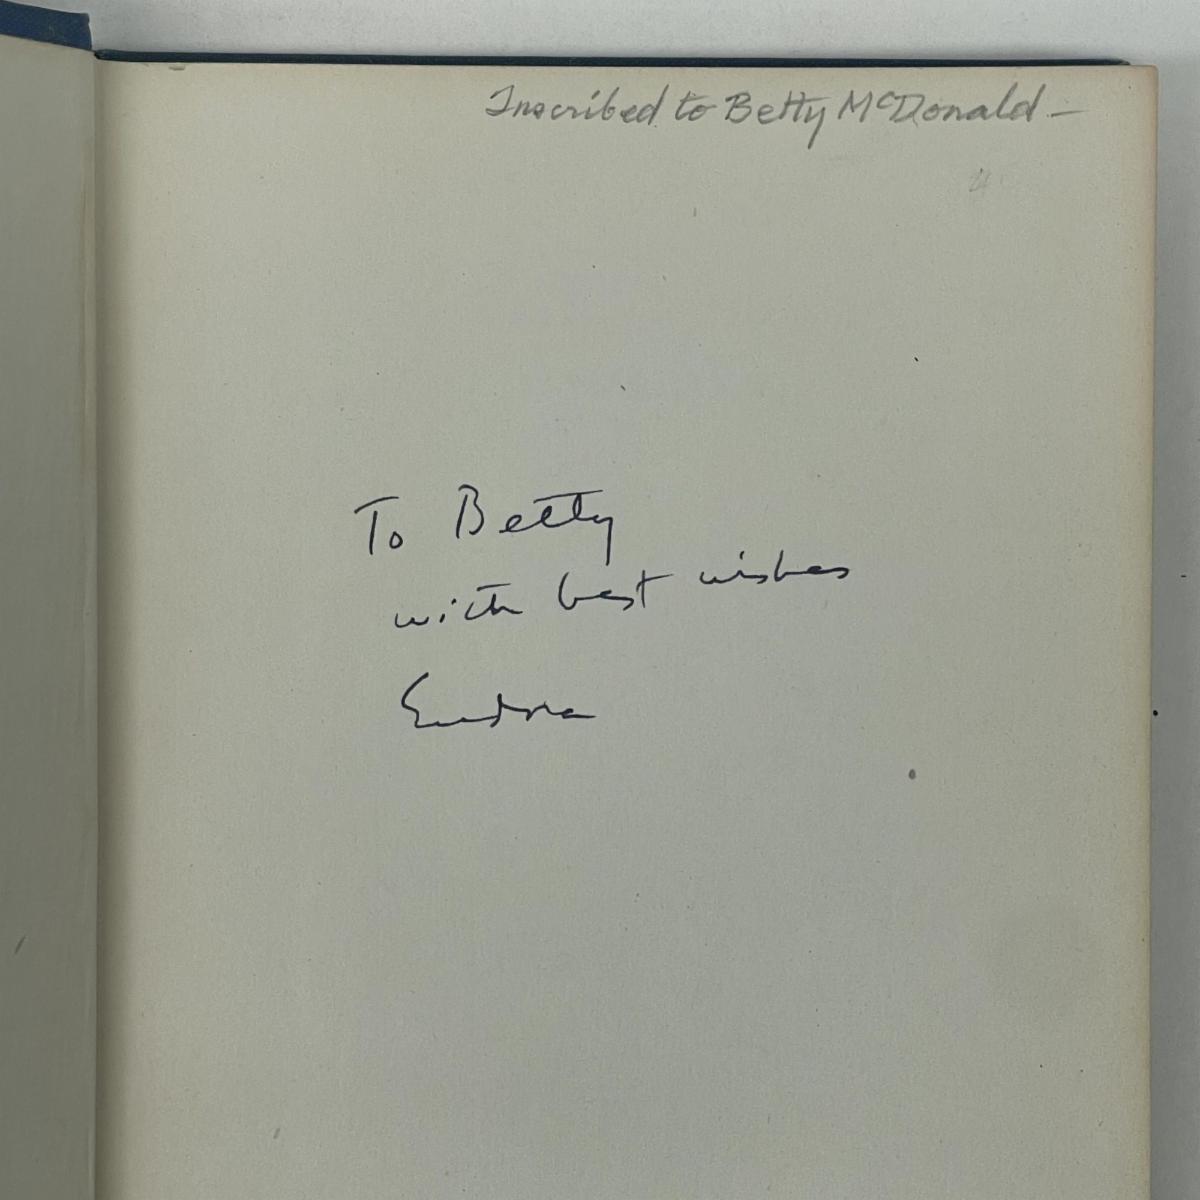 Inscribed to Betty McDonald –
To Betty
with best wishes
Eudora